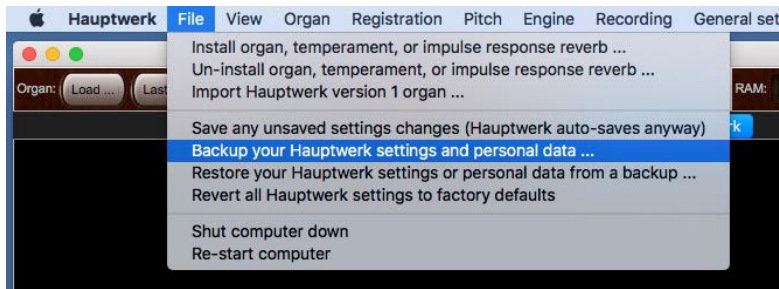 Hauptwerk File View Organ Registration Pitch Engine Recording General set
Install organ, temperament, or impulse response reverb ...
Un-install organ, temperament, or impulse response reverb ...
Import Hauptwerk version 1 organ ...
Organ: Load ... Last RAM:
Save any unsaved settings changes (Hauptwerk auto-saves anyway)
rk
Backup your Hauptwerk settings and personal data ...
Restore your Hauptwerk settings or personal data from a backup ...
Revert all Hauptwerk settings to factory defaults
Shut computer down
Re-start computer